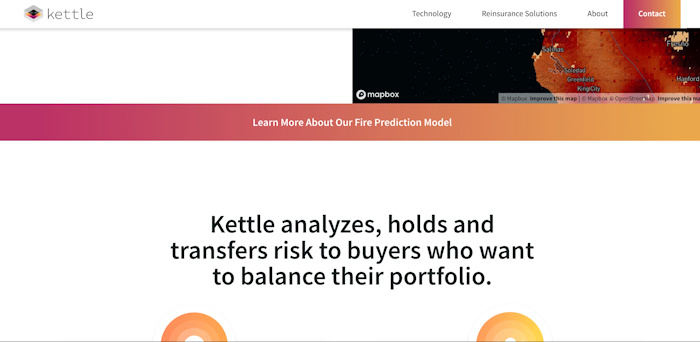 kettle
Technology
Reinsurance Solutions
About
Contact
Salinas
Soledad
Greenfield
King City
Fresno
Hanford
mapbox
© Mapbox Improve this map | © Mapbox © OpenStreetMap Improve this ma
Learn More About Our Fire Prediction Model
Kettle analyzes, holds and
transfers risk to buyers who want
to balance their portfolio.